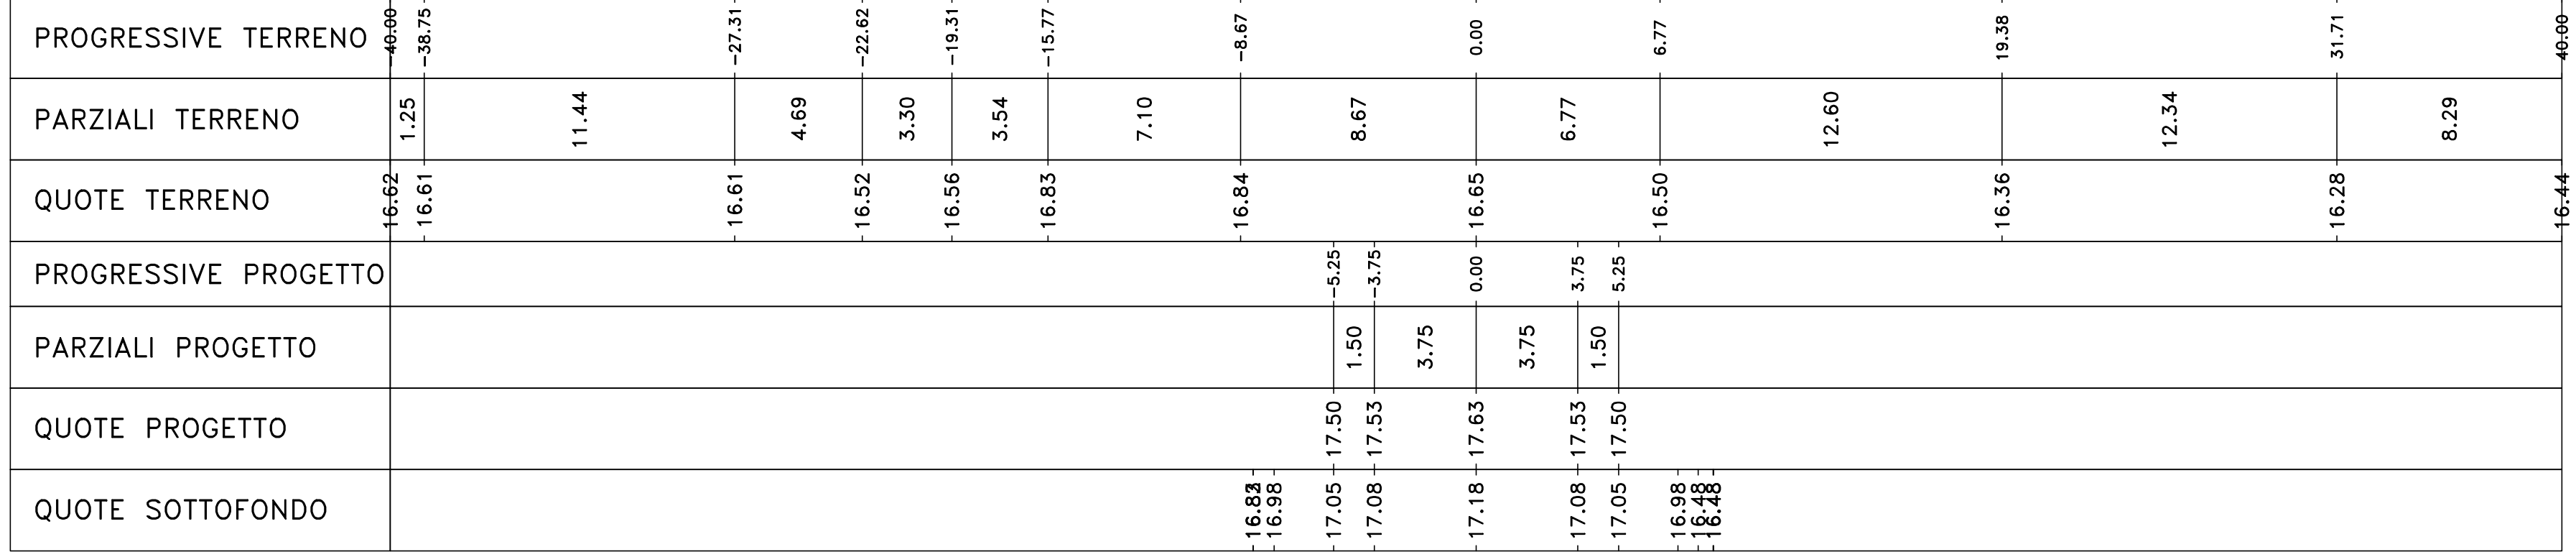 PROGRESSIVE TERRENO -40.00 -38.75 -27.31 -22.62 -19.31 -15.77 -8.67 0.00 6.77 19.38 31.71 40.00
PARZIALI TERRENO 1.25 11.44 4.69 3.30 3.54 7.10 8.67 6.77 12.60 12.34 8.29
QUOTE TERRENO 16.62 16.61 16.61 16.52 16.56 16.83 16.84 16.65 16.50 16.36 16.28 16.44
PROGRESSIVE PROGETTO -5.25 -3.75 0.00 3.75 5.25
PARZIALI PROGETTO 1.50 3.75 3.75 1.50
QUOTE PROGETTO 17.50 17.53 17.63 17.53 17.50
QUOTE SOTTOFONDO 16.98 17.05 17.08 17.18 17.08 17.05 16.98 16.48 16.48